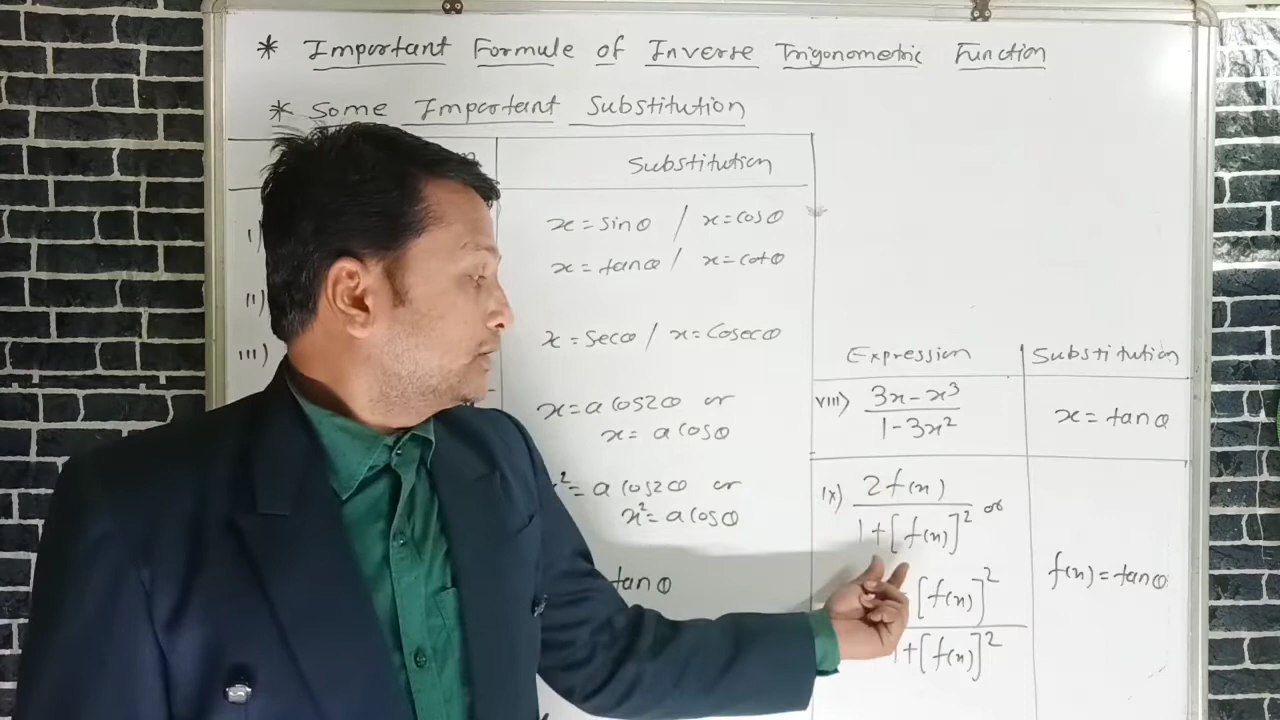 * Important Formule of Inverse Trigonometric Function
* Some Important Substitution
Substitution
I) x = sinθ / x = cosθ
x = tanθ / x = cotθ
II)
III) x = secθ / x = cosecθ
x = a cos2θ or
x = a cosθ
x² = a cos2θ or
x² = a cosθ
tanθ
Expression Substitution
VIII) 3x - x³ / 1 - 3x² x = tanθ
IX) 2f(x) / 1 + [f(x)]² or
[f(x)]² / 1 + [f(x)]² f(x) = tanθ